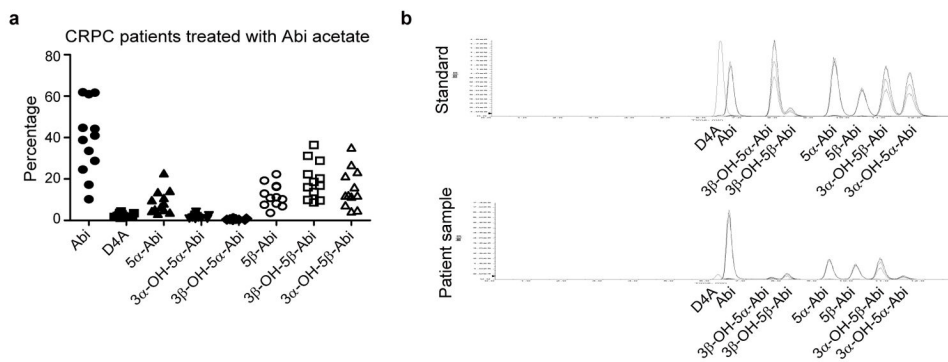 a
CRPC patients treated with Abi acetate
Percentage
80
60
40
20
0
Abi
D4A
5α-Abi
3α-OH-5α-Abi
3β-OH-5α-Abi
5β-Abi
3β-OH-5β-Abi
3α-OH-5β-Abi
b
Standard
D4A
Abi
3β-OH-5α-Abi
3β-OH-5β-Abi
5α-Abi
5β-Abi
3α-OH-5β-Abi
3α-OH-5α-Abi
Patient sample
D4A
Abi
3β-OH-5α-Abi
3β-OH-5β-Abi
5α-Abi
5β-Abi
3α-OH-5β-Abi
3α-OH-5α-Abi